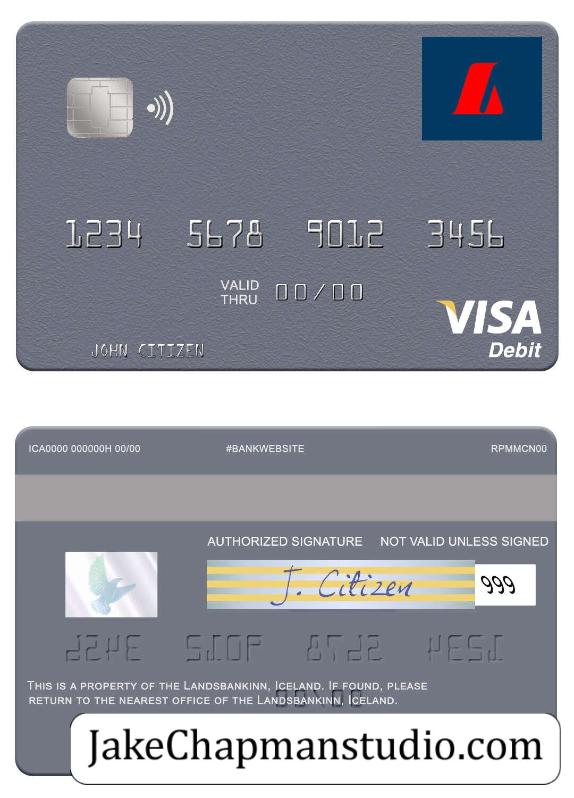 1234 5678 9012 3456
VALID THRU 00/00
VISA
Debit
JOHN CITIZEN
ICA0000 000000H 00/00 #BANKWEBSITE RPMMCN00
AUTHORIZED SIGNATURE NOT VALID UNLESS SIGNED
J. Citizen 999
THIS IS A PROPERTY OF THE LANDSBANKINN, ICELAND. IF FOUND, PLEASE
RETURN TO THE NEAREST OFFICE OF THE LANDSBANKINN, ICELAND.
JakeChapmanstudio.com